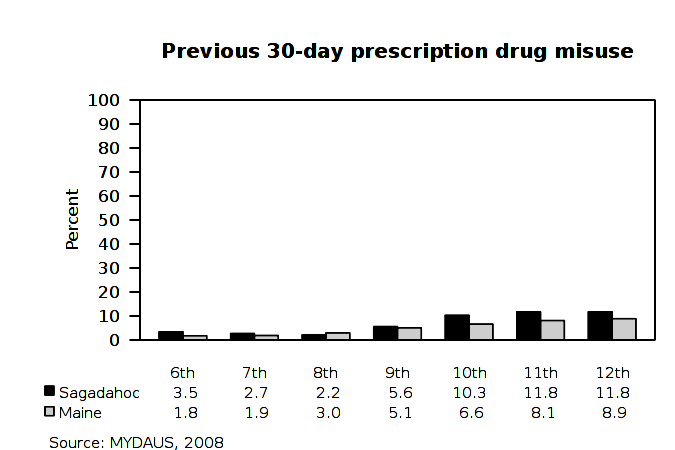 Previous 30-day prescription drug misuse
100
90
80
70
60
50
40
30
20
10
0
Percent
6th 7th 8th 9th 10th 11th 12th
Sagadahoc 3.5 2.7 2.2 5.6 10.3 11.8 11.8
Maine 1.8 1.9 3.0 5.1 6.6 8.1 8.9
Source: MYDAUS, 2008